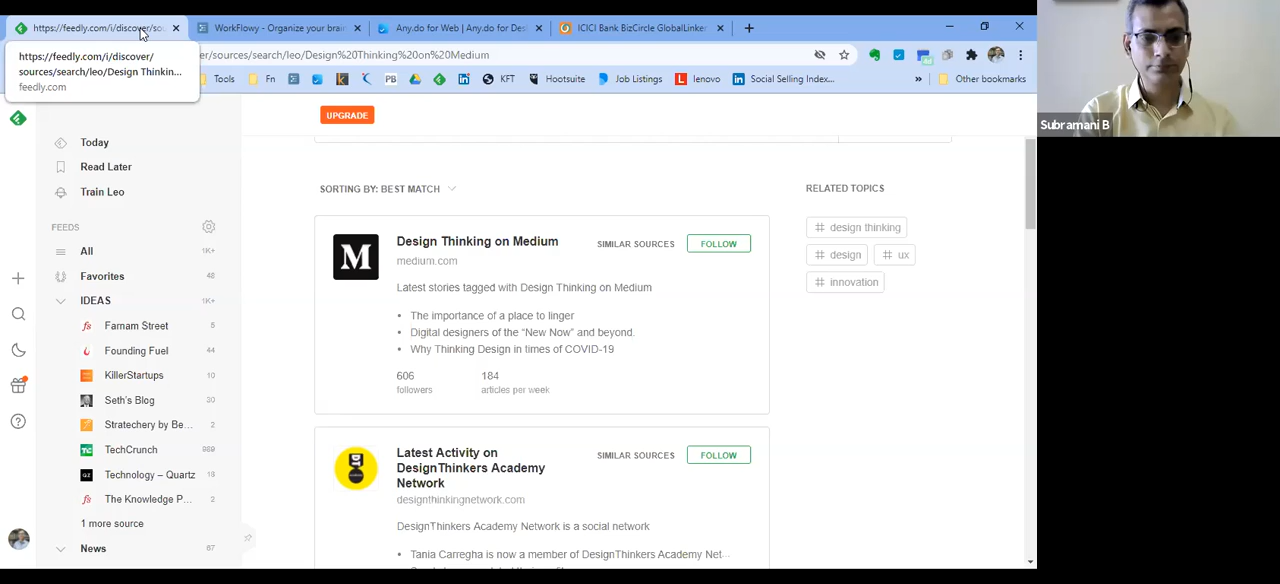 https://feedly.com/i/discover/so
WorkFlowy - Organize your brain
Any.do for Web | Any.do for Des
ICICI Bank BizCircle GlobalLinker
er/sources/search/leo/Design%20Thinking%20on%20Medium
https://feedly.com/i/discover/
sources/search/leo/Design Thinkin...
feedly.com
Tools
Fn
PB
KFT
Hootsuite
Job Listings
lenovo
Social Selling Index...
»
Other bookmarks
UPGRADE
Today
Read Later
Train Leo
FEEDS
All 1K+
Favorites 48
IDEAS 1K+
fs Farnam Street 5
Founding Fuel 44
KillerStartups 10
Seth's Blog 30
Stratechery by Be... 2
TechCrunch 989
Technology – Quartz 18
fs The Knowledge P... 2
1 more source
News 67
SORTING BY: BEST MATCH
M
Design Thinking on Medium
SIMILAR SOURCES
FOLLOW
medium.com
Latest stories tagged with Design Thinking on Medium
• The importance of a place to linger
• Digital designers of the “New Now” and beyond.
• Why Thinking Design in times of COVID-19
606 184
followers articles per week
Latest Activity on
DesignThinkers Academy
Network
SIMILAR SOURCES
FOLLOW
designthinkingnetwork.com
DesignThinkers Academy Network is a social network
• Tania Carregha is now a member of DesignThinkers Academy Net...
RELATED TOPICS
# design thinking
# design
# ux
# innovation
Subramani B